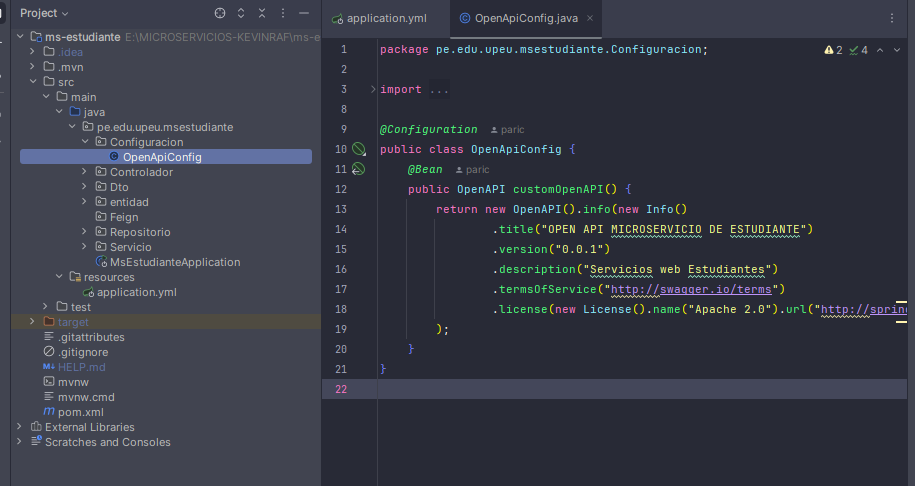 Project
ms-estudiante E:\MICROSERVICIOS-KEVINRAF\ms-e
.idea
.mvn
src
main
java
pe.edu.upeu.msestudiante
Configuracion
OpenApiConfig
Controlador
Dto
entidad
Feign
Repositorio
Servicio
MsEstudianteApplication
resources
application.yml
test
target
.gitattributes
.gitignore
HELP.md
mvnw
mvnw.cmd
pom.xml
External Libraries
Scratches and Consoles
application.yml OpenApiConfig.java
2 4
1 package pe.edu.upeu.msestudiante.Configuracion;
2
3 import ...
8
9 @Configuration paric
10 public class OpenApiConfig {
11 @Bean paric
12 public OpenAPI customOpenAPI() {
13 return new OpenAPI().info(new Info()
14 .title("OPEN API MICROSERVICIO DE ESTUDIANTE")
15 .version("0.0.1")
16 .description("Servicios web Estudiantes")
17 .termsOfService("http://swagger.io/terms")
18 .license(new License().name("Apache 2.0").url("http://sprin
19 );
20 }
21 }
22